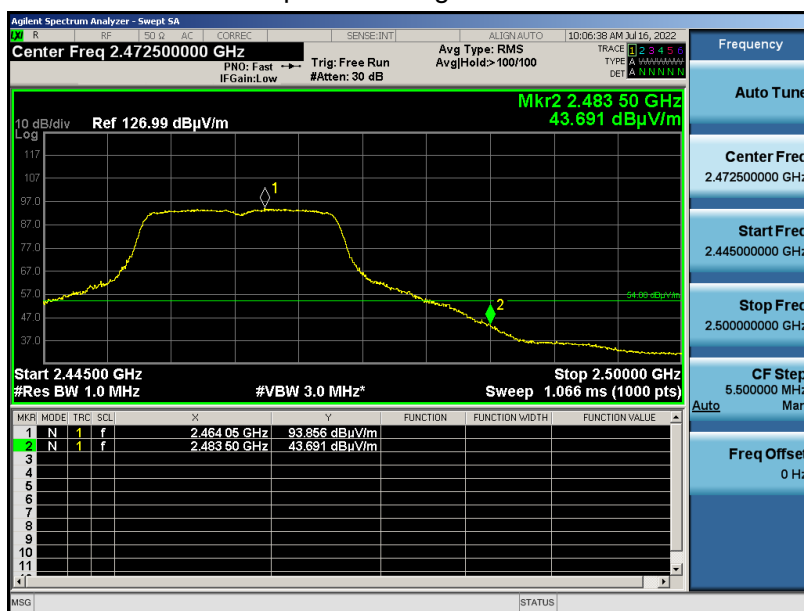 Agilent Spectrum Analyzer - Swept SA
LXI R RF 50 Ω AC CORREC SENSE:INT ALIGN AUTO 10:06:38 AM Jul 16, 2022
Center Freq 2.472500000 GHz
PNO: Fast
IFGain:Low
Trig: Free Run
#Atten: 30 dB
Avg Type: RMS
Avg|Hold:>100/100
TRACE 1 2 3 4 5 6
TYPE A WWWWW
DET A N N N N N
Mkr2 2.483 50 GHz
43.691 dBµV/m
10 dB/div Ref 126.99 dBµV/m
Log
117
107
97.0
87.0
77.0
67.0
57.0
47.0
37.0
1
2
54.00 dBµV/m
Start 2.44500 GHz Stop 2.50000 GHz
#Res BW 1.0 MHz #VBW 3.0 MHz* Sweep 1.066 ms (1000 pts)
MKR MODE TRC SCL X Y FUNCTION FUNCTION WIDTH FUNCTION VALUE
1 N 1 f 2.464 05 GHz 93.856 dBµV/m
2 N 1 f 2.483 50 GHz 43.691 dBµV/m
3
4
5
6
7
8
9
10
11
MSG STATUS
Frequency
Auto Tune
Center Freq
2.472500000 GHz
Start Freq
2.445000000 GHz
Stop Freq
2.500000000 GHz
CF Step
5.500000 MHz
Auto Man
Freq Offset
0 Hz